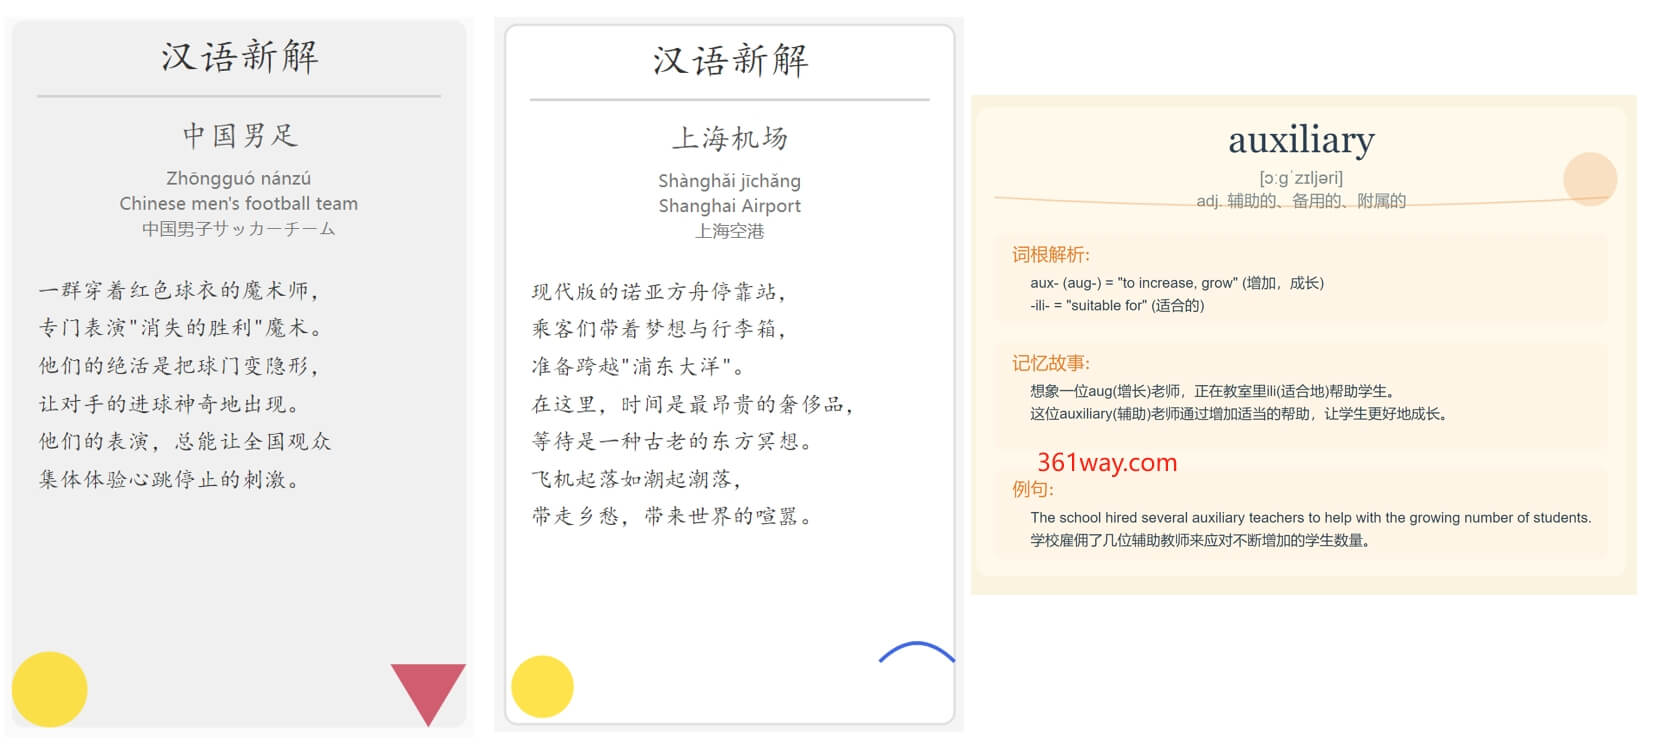 汉语新解
中国男足
Zhōngguó nánzú
Chinese men's football team
中国男子サッカーチーム
一群穿着红色球衣的魔术师，
专门表演"消失的胜利"魔术。
他们的绝活是把球门变隐形，
让对手的进球神奇地出现。
他们的表演，总能让全国观众
集体体验心跳停止的刺激。
汉语新解
上海机场
Shànghǎi jīchǎng
Shanghai Airport
上海空港
现代版的诺亚方舟停靠站，
乘客们带着梦想与行李箱，
准备跨越"浦东大洋"。
在这里，时间是最昂贵的奢侈品，
等待是一种古老的东方冥想。
飞机起落如潮起潮落，
带走乡愁，带来世界的喧嚣。
auxiliary
[ɔːɡˈzɪljəri]
adj. 辅助的、备用的、附属的
词根解析:
aux- (aug-) = "to increase, grow" (增加，成长)
-ili- = "suitable for" (适合的)
记忆故事:
想象一位aug(增长)老师，正在教室里ili(适合地)帮助学生。
这位auxiliary(辅助)老师通过增加适当的帮助，让学生更好地成长。
361way.com
例句:
The school hired several auxiliary teachers to help with the growing number of students.
学校雇佣了几位辅助教师来应对不断增加的学生数量。